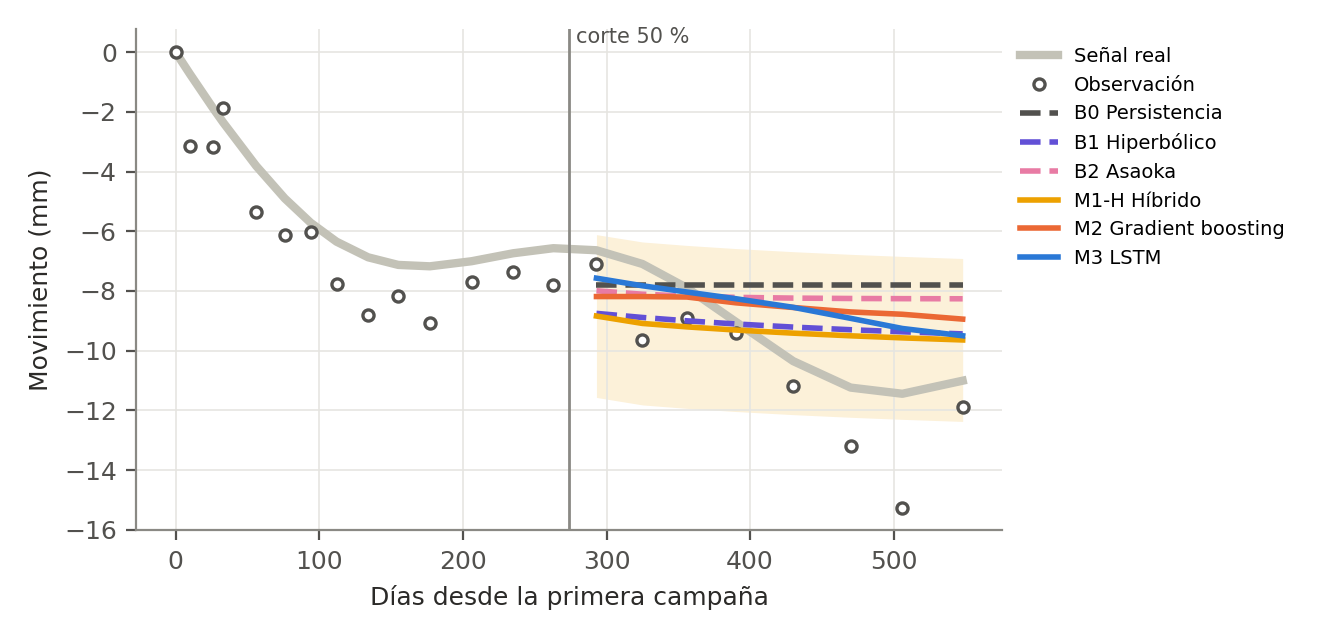 corte 50 %
0
−2
−4
−6
−8
−10
−12
−14
−16
Movimiento (mm)
0
100
200
300
400
500
Días desde la primera campaña
Señal real
Observación
B0 Persistencia
B1 Hiperbólico
B2 Asaoka
M1-H Híbrido
M2 Gradient boosting
M3 LSTM